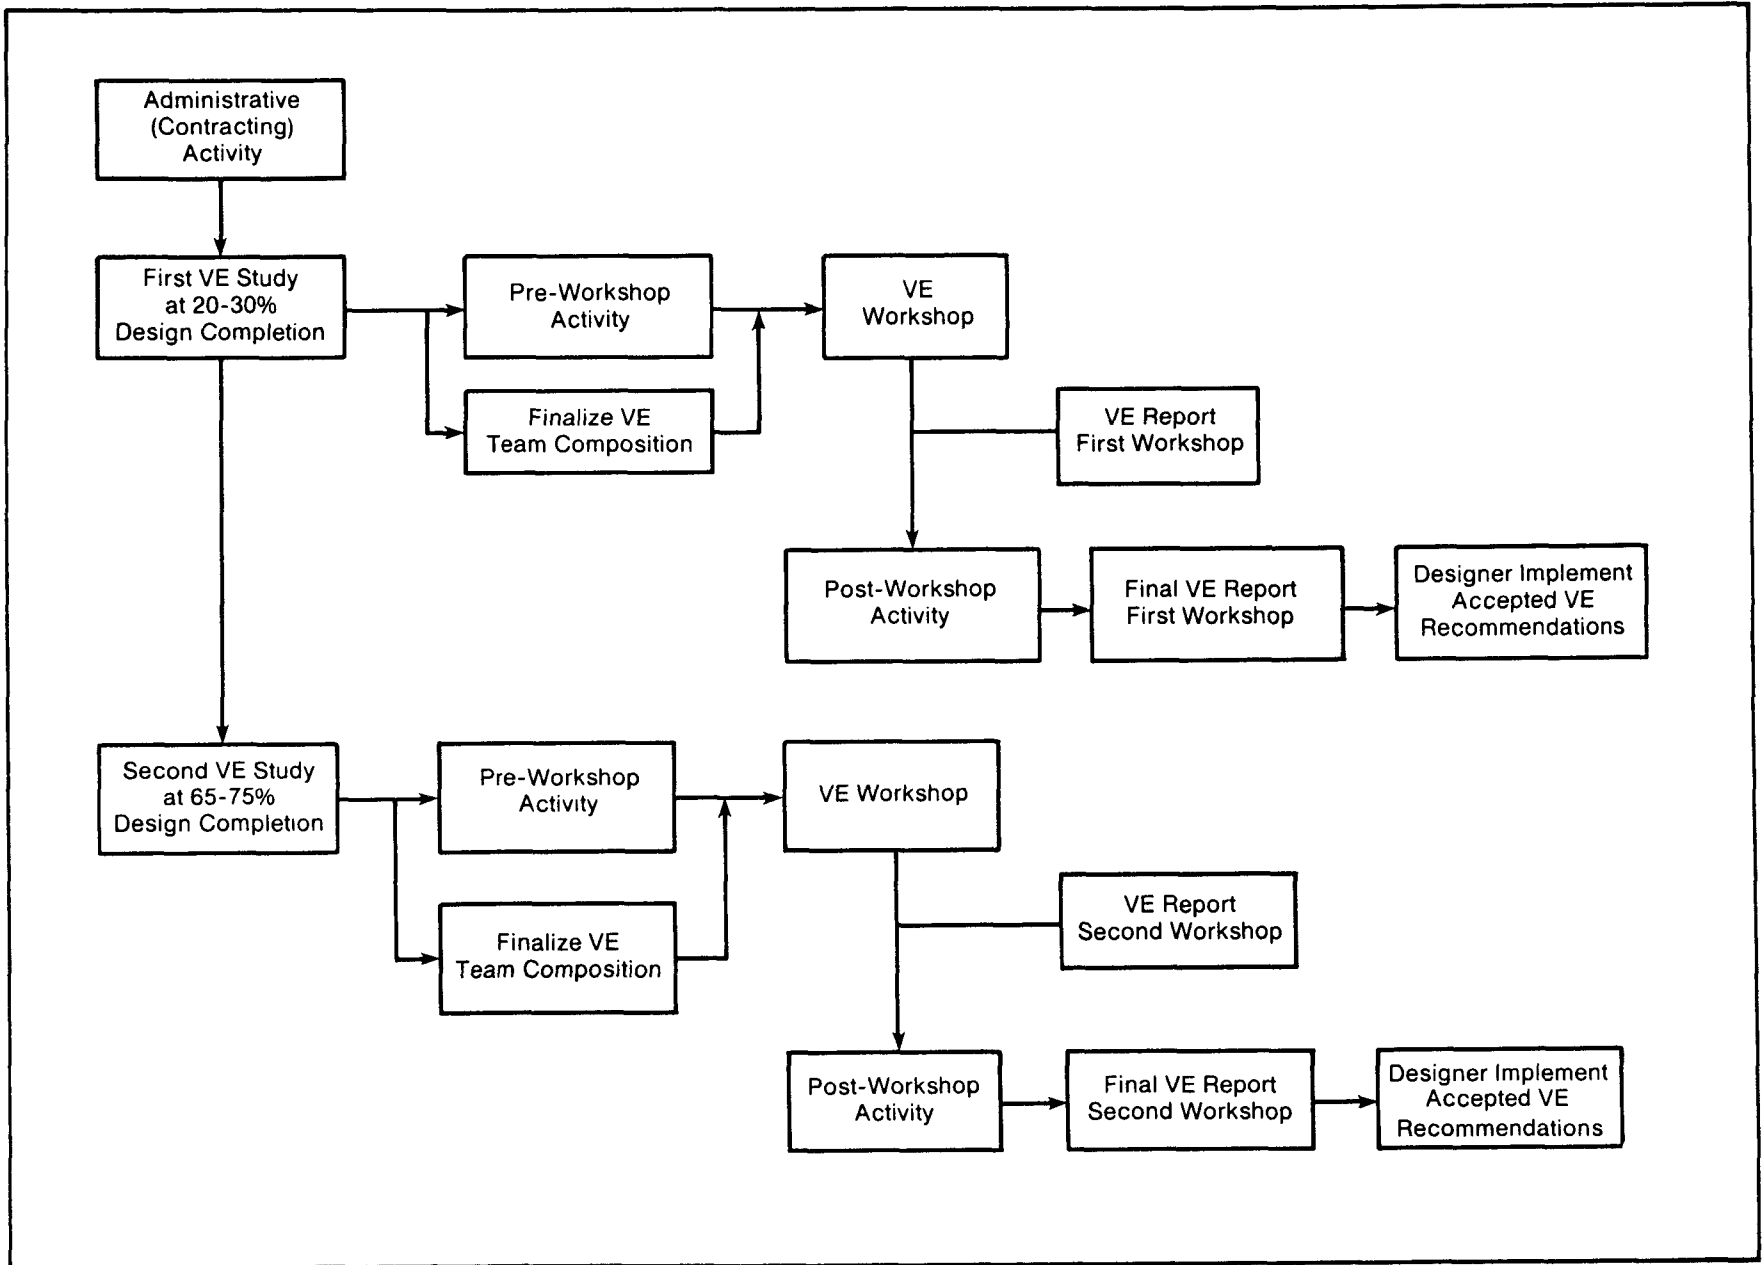 Administrative
(Contracting)
Activity
First VE Study
at 20-30%
Design Completion
Pre-Workshop
Activity
VE
Workshop
Finalize VE
Team Composition
VE Report
First Workshop
Post-Workshop
Activity
Final VE Report
First Workshop
Designer Implement
Accepted VE
Recommendations
Second VE Study
at 65-75%
Design Completion
Pre-Workshop
Activity
VE Workshop
Finalize VE
Team Composition
VE Report
Second Workshop
Post-Workshop
Activity
Final VE Report
Second Workshop
Designer Implement
Accepted VE
Recommendations